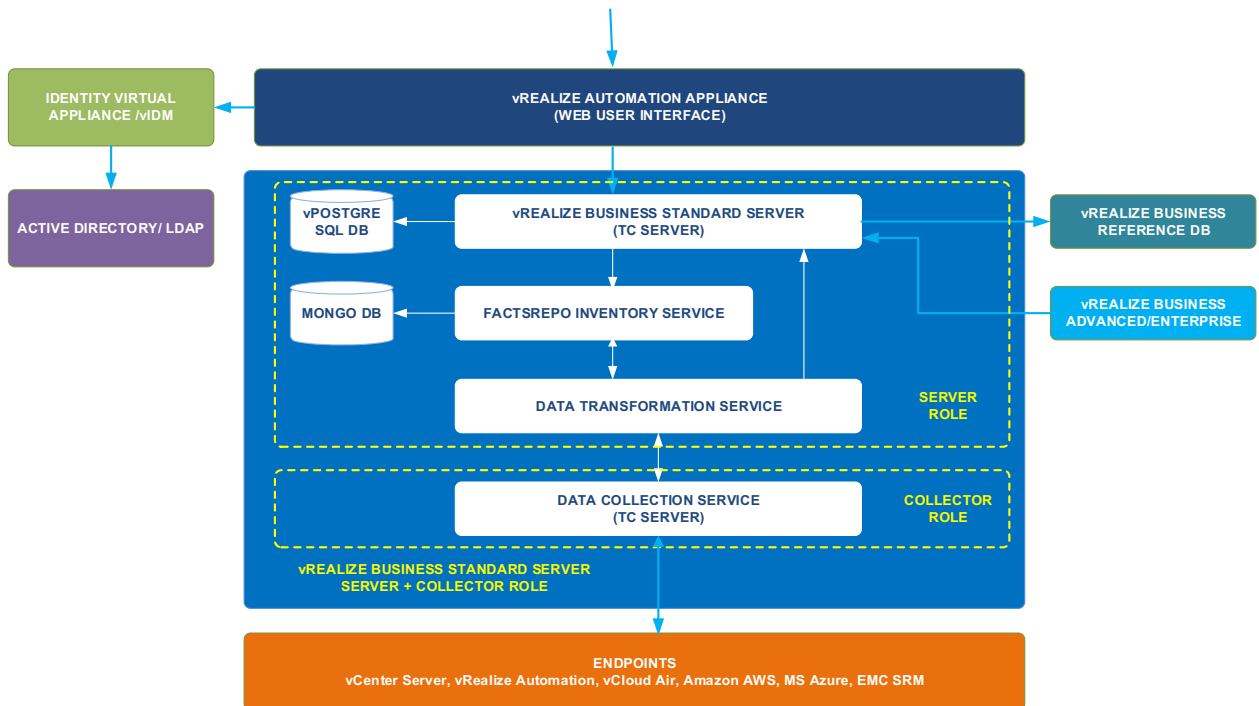 IDENTITY VIRTUAL
APPLIANCE /vIDM
vREALIZE AUTOMATION APPLIANCE
(WEB USER INTERFACE)
ACTIVE DIRECTORY/ LDAP
vPOSTGRE
SQL DB
vREALIZE BUSINESS STANDARD SERVER
(TC SERVER)
vREALIZE BUSINESS
REFERENCE DB
MONGO DB
FACTSREPO INVENTORY SERVICE
vREALIZE BUSINESS
ADVANCED/ENTERPRISE
DATA TRANSFORMATION SERVICE
SERVER
ROLE
DATA COLLECTION SERVICE
(TC SERVER)
COLLECTOR
ROLE
vREALIZE BUSINESS STANDARD SERVER
SERVER + COLLECTOR ROLE
ENDPOINTS
vCenter Server, vRealize Automation, vCloud Air, Amazon AWS, MS Azure, EMC SRM